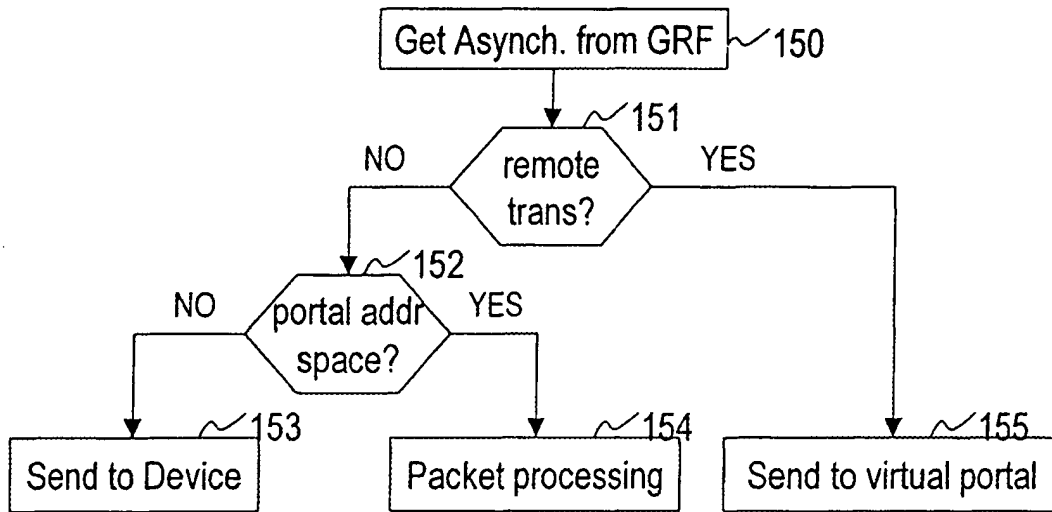 Get Asynch. from GRF
150
151
NO
remote
trans?
YES
152
NO
portal addr
space?
YES
153
Send to Device
154
Packet processing
155
Send to virtual portal